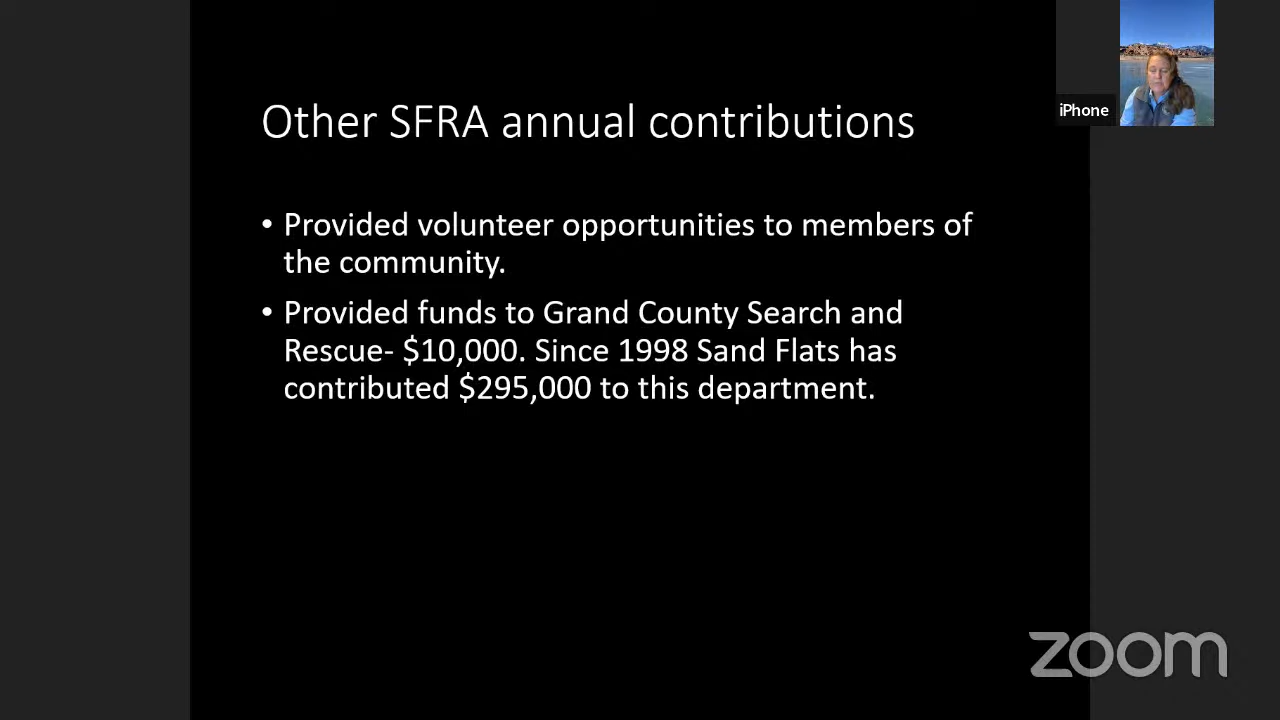 Other SFRA annual contributions
iPhone
• Provided volunteer opportunities to members of
the community.
• Provided funds to Grand County Search and
Rescue- $10,000. Since 1998 Sand Flats has
contributed $295,000 to this department.
zoom